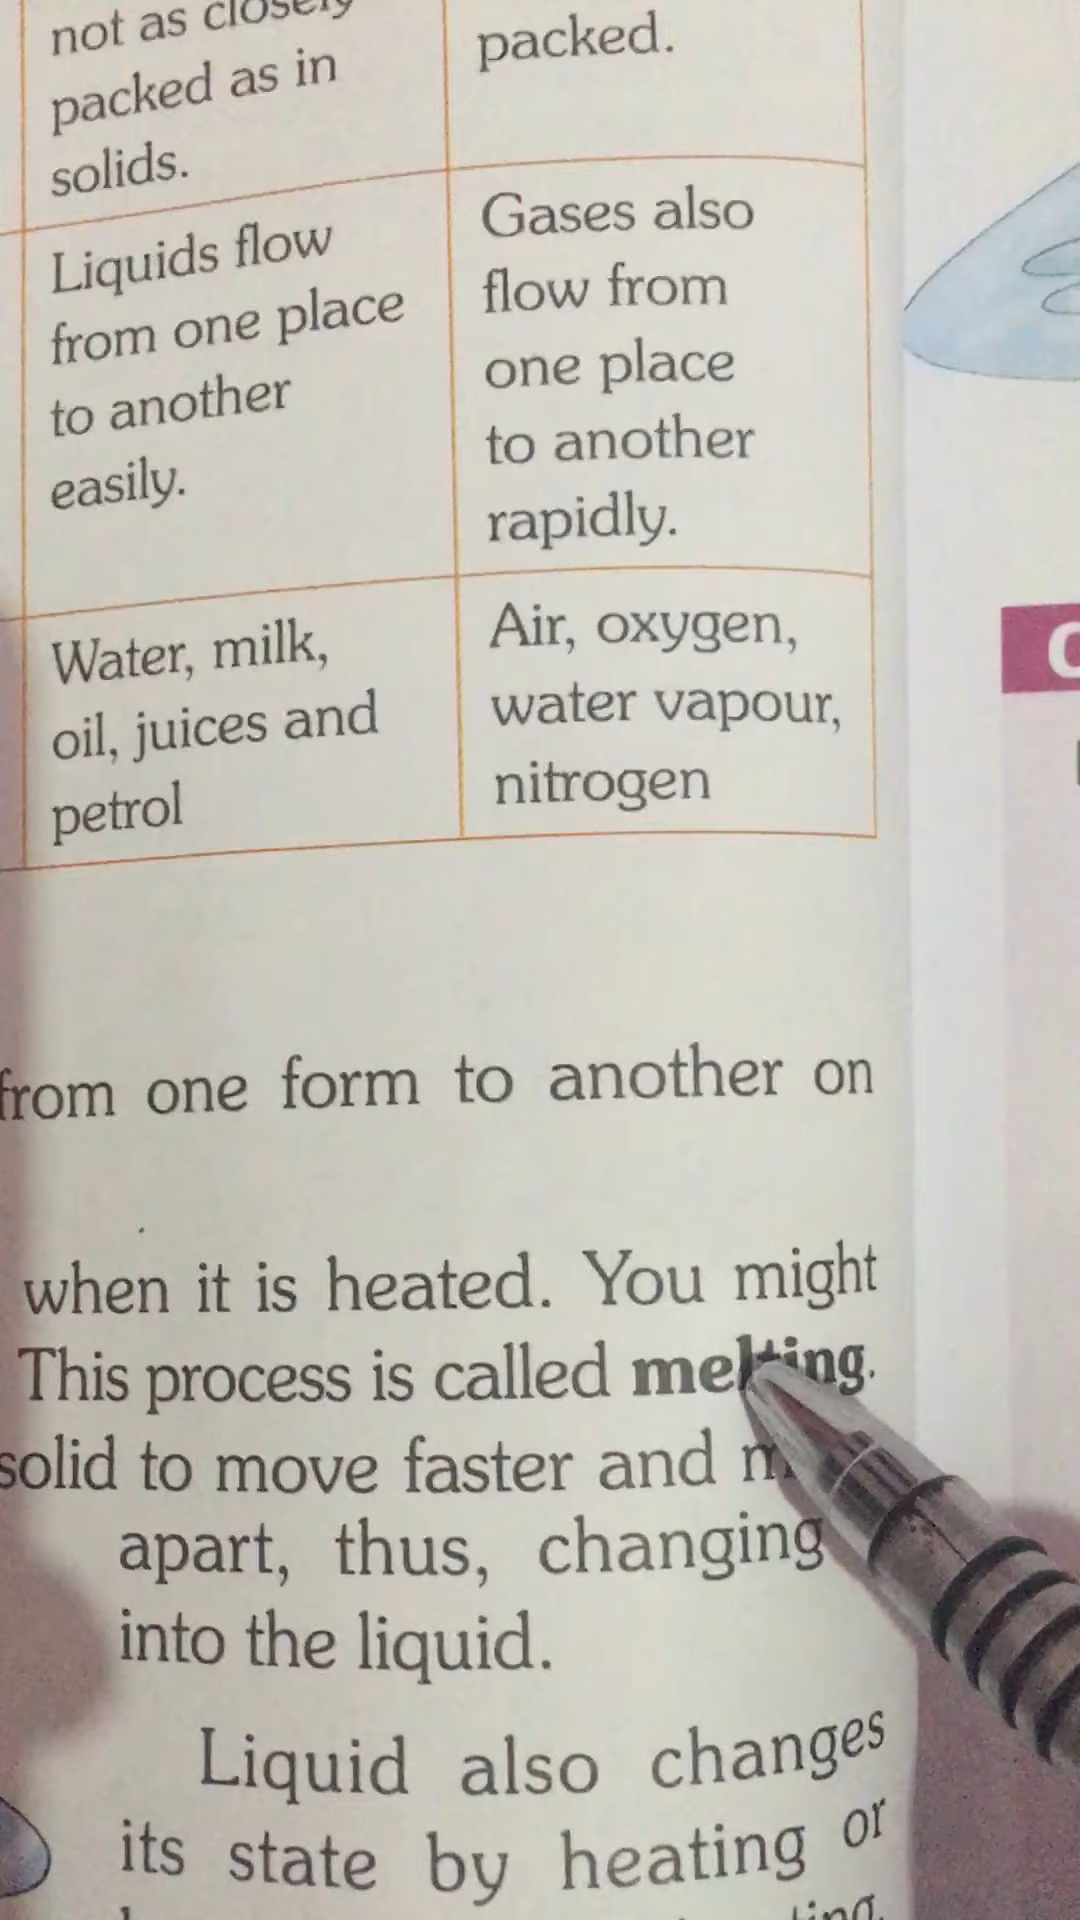 not as closely
packed as in
solids.
packed.
Liquids flow
from one place
to another
easily.
Gases also
flow from
one place
to another
rapidly.
Water, milk,
oil, juices and
petrol
Air, oxygen,
water vapour,
nitrogen
from one form to another on
when it is heated. You might
This process is called melting.
solid to move faster and
apart, thus, changing
into the liquid.
Liquid also changes
its state by heating or